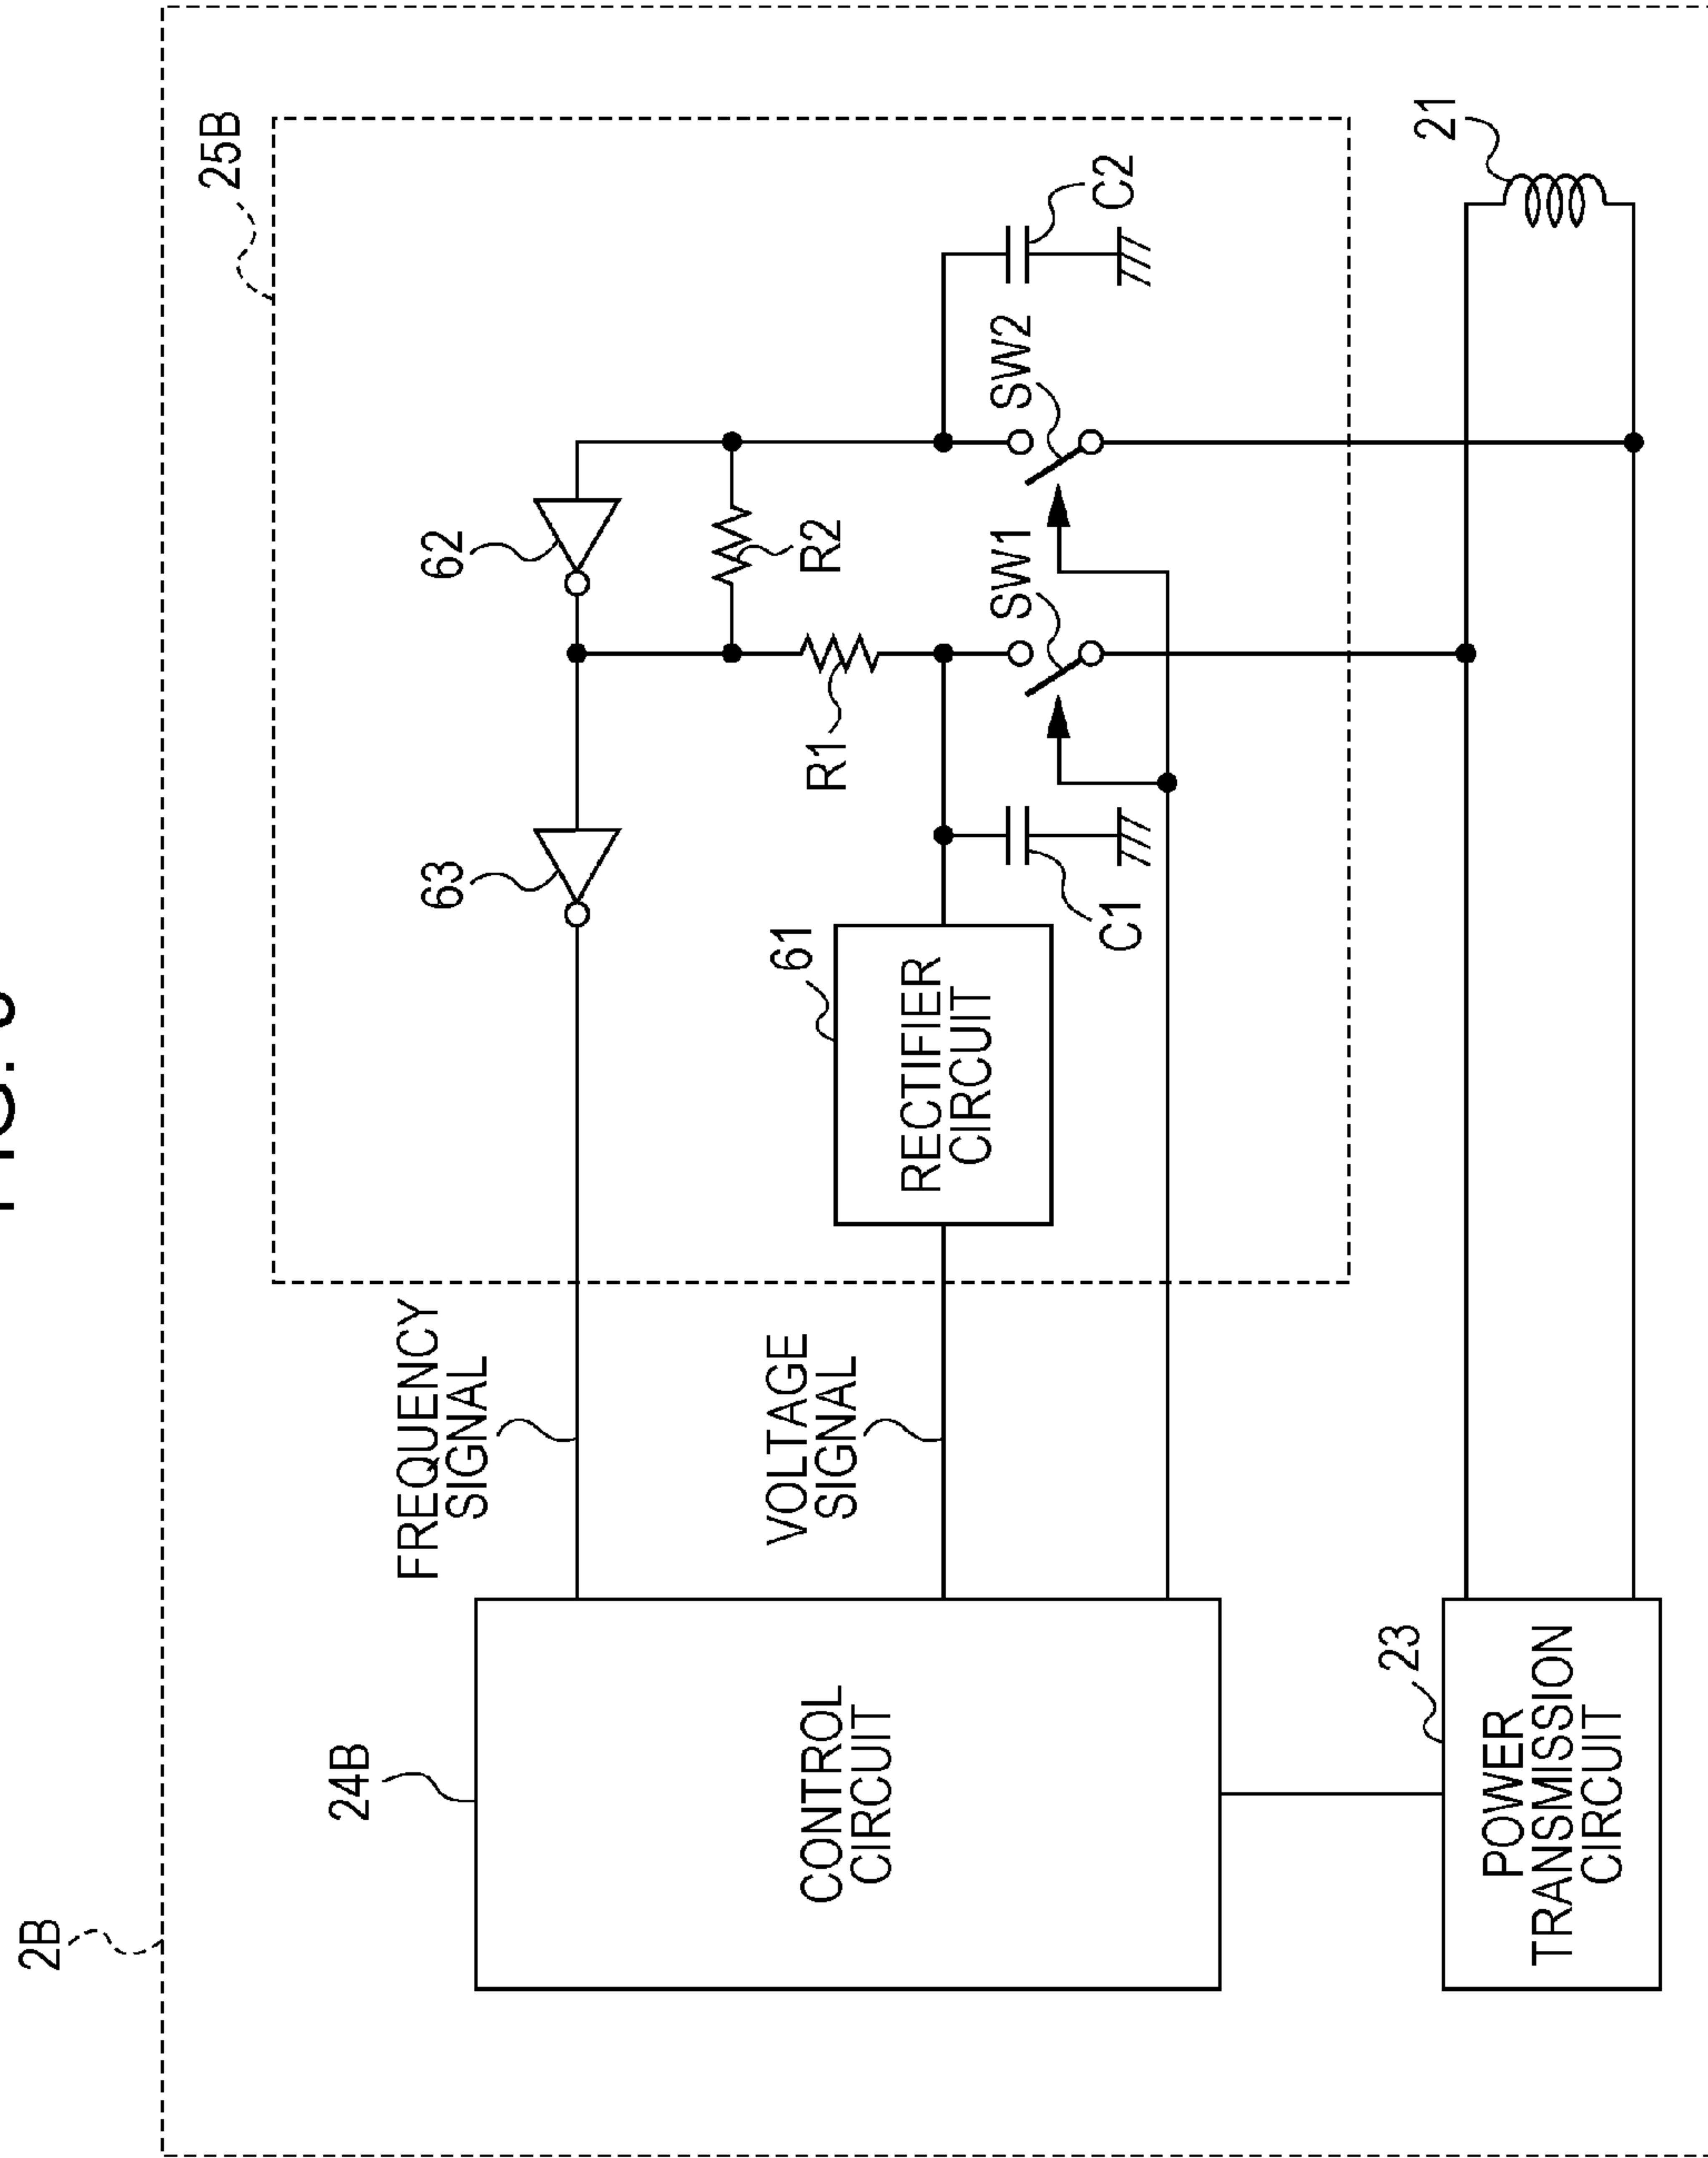 FIG.
2B
25B
24B
FREQUENCY
SIGNAL
63
62
VOLTAGE
SIGNAL
61
R1
R2
CONTROL
CIRCUIT
RECTIFIER
CIRCUIT
SW1
SW2
C1
C2
23
21
POWER
TRANSMISSION
CIRCUIT